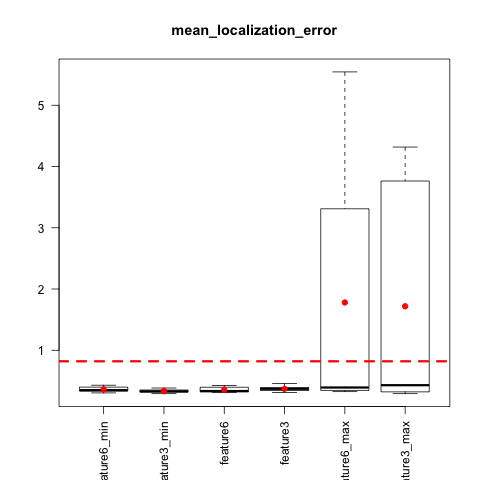 mean_localization_error
5
4
3
2
1
ature6_min
ature3_min
feature6
feature3
ture6_max
ture3_max